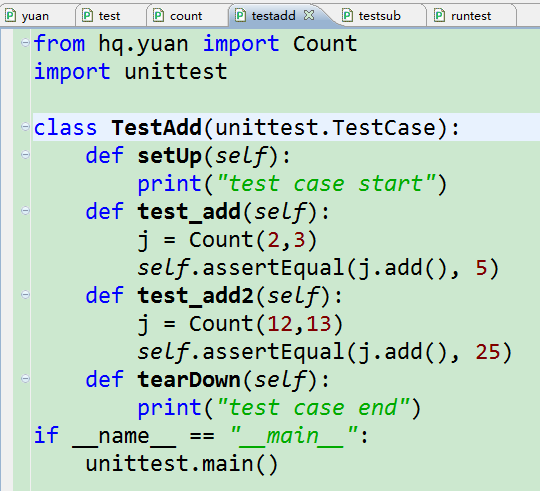 yuan test count testadd testsub runtest
from hq.yuan import Count
import unittest

class TestAdd(unittest.TestCase):
    def setUp(self):
        print("test case start")
    def test_add(self):
        j = Count(2,3)
        self.assertEqual(j.add(), 5)
    def test_add2(self):
        j = Count(12,13)
        self.assertEqual(j.add(), 25)
    def tearDown(self):
        print("test case end")
if __name__ == "__main__":
    unittest.main()